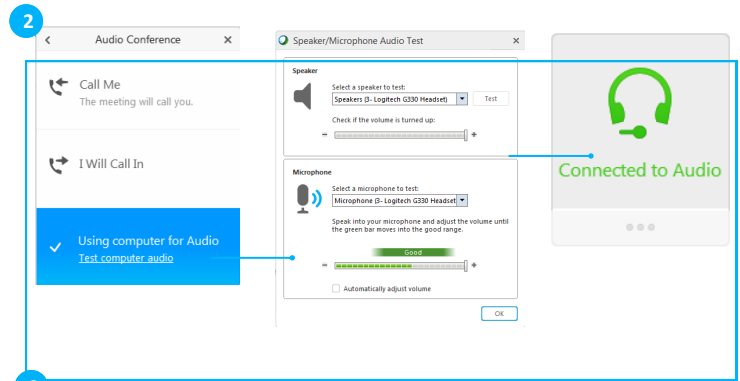 2
Audio Conference
Call Me
The meeting will call you.
I Will Call In
Using computer for Audio
Test computer audio
Speaker/Microphone Audio Test
Speaker
Select a speaker to test:
Speakers (3- Logitech G330 Headset)
Test
Check if the volume is turned up:
Microphone
Select a microphone to test:
Microphone (3- Logitech G330 Headset
Speak into your microphone and adjust the volume until
the green bar moves into the good range.
Good
Automatically adjust volume
OK
Connected to Audio